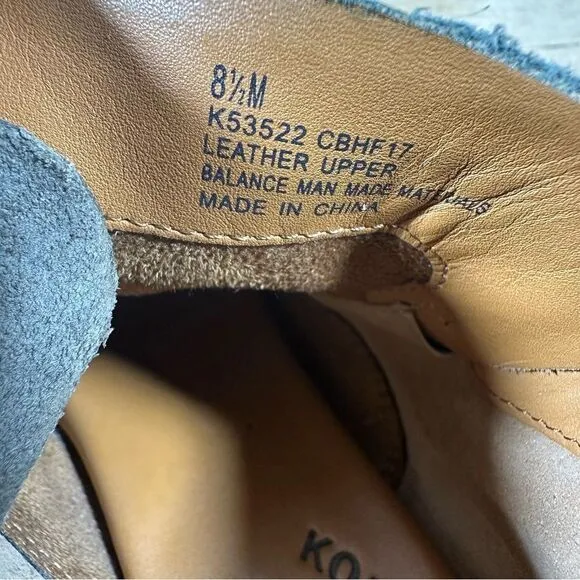 8½M
K53522 CBHF17
LEATHER UPPER
BALANCE MAN MADE MATERIALS
MADE IN CHINA